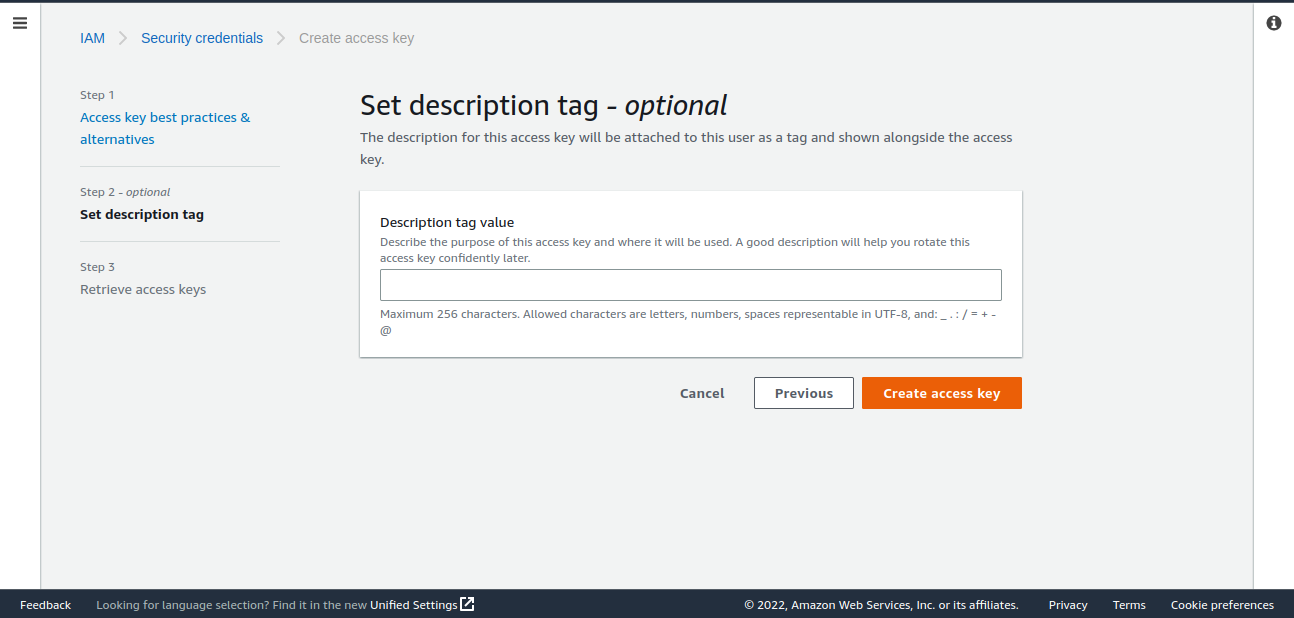 IAM Security credentials Create access key
Step 1
Access key best practices &
alternatives
Step 2 - optional
Set description tag
Step 3
Retrieve access keys
Set description tag - optional
The description for this access key will be attached to this user as a tag and shown alongside the access
key.
Description tag value
Describe the purpose of this access key and where it will be used. A good description will help you rotate this
access key confidently later.
Maximum 256 characters. Allowed characters are letters, numbers, spaces representable in UTF-8, and: _ . : / = + -
@
Cancel Previous Create access key
Feedback Looking for language selection? Find it in the new Unified Settings © 2022, Amazon Web Services, Inc. or its affiliates. Privacy Terms Cookie preferences